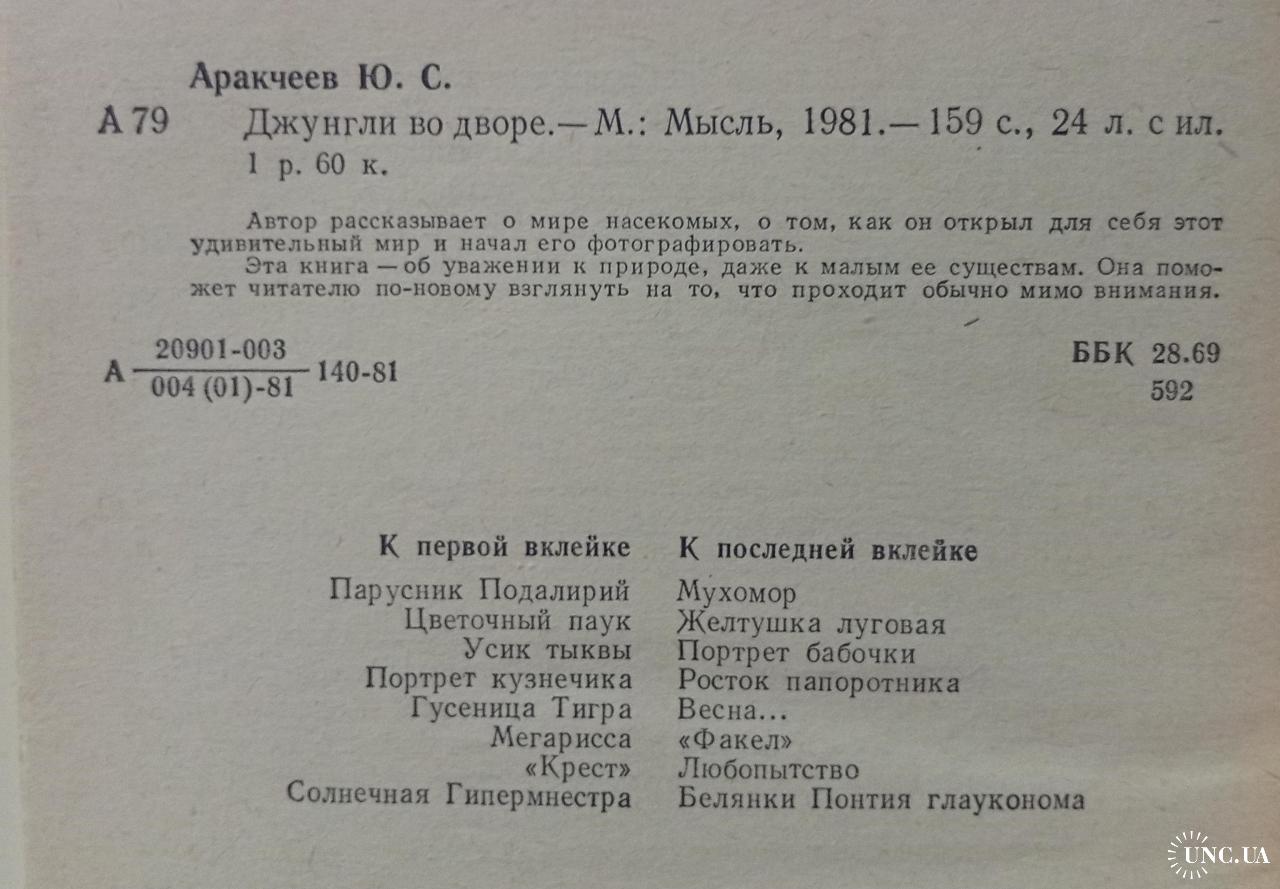 Аракчеев Ю. С.
А 79 Джунгли во дворе.— М.: Мысль, 1981.— 159 с., 24 л. с ил.
1 р. 60 к.
Автор рассказывает о мире насекомых, о том, как он открыл для себя этот
удивительный мир и начал его фотографировать.
Эта книга — об уважении к природе, даже к малым ее существам. Она помо-
жет читателю по-новому взглянуть на то, что проходит обычно мимо внимания.
20901-003
А 140-81
004 (01)-81
ББК 28.69
592
К первой вклейке
Парусник Подалирий
Цветочный паук
Усик тыквы
Портрет кузнечика
Гусеница Тигра
Мегарисса
«Крест»
Солнечная Гипермнестра
К последней вклейке
Мухомор
Желтушка луговая
Портрет бабочки
Росток папоротника
Весна...
«Факел»
Любопытство
Белянки Понтия глауконома
UNC.UA